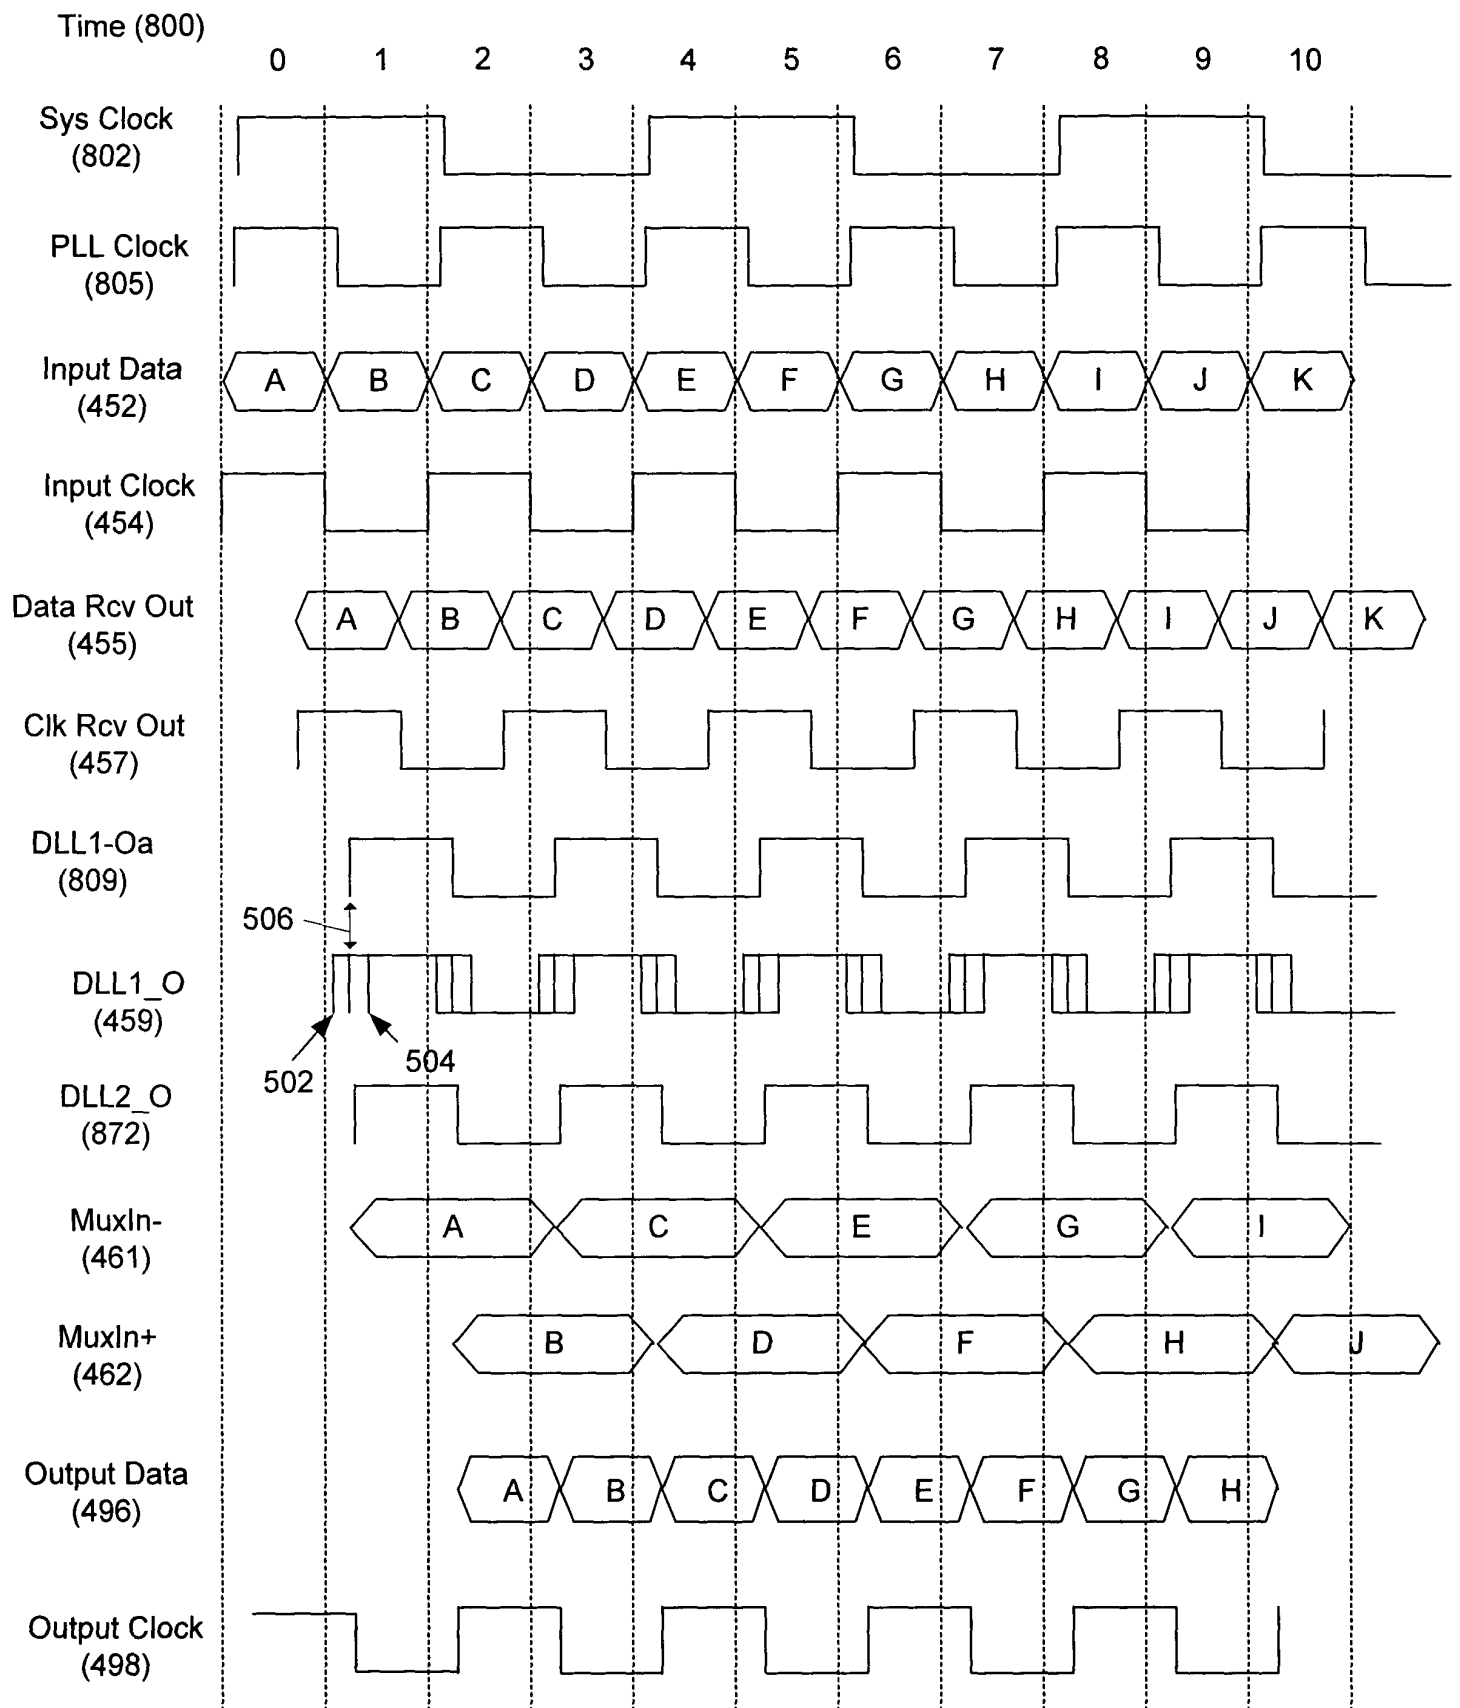 Time (800)
0 1 2 3 4 5 6 7 8 9 10
Sys Clock
(802)
PLL Clock
(805)
Input Data
(452)
A B C D E F G H I J K
Input Clock
(454)
Data Rcv Out
(455)
A B C D E F G H I J K
Clk Rcv Out
(457)
DLL1-Oa
(809)
506
DLL1_O
(459)
502
504
DLL2_O
(872)
MuxIn-
(461)
A C E G I
MuxIn+
(462)
B D F H J
Output Data
(496)
A B C D E F G H
Output Clock
(498)